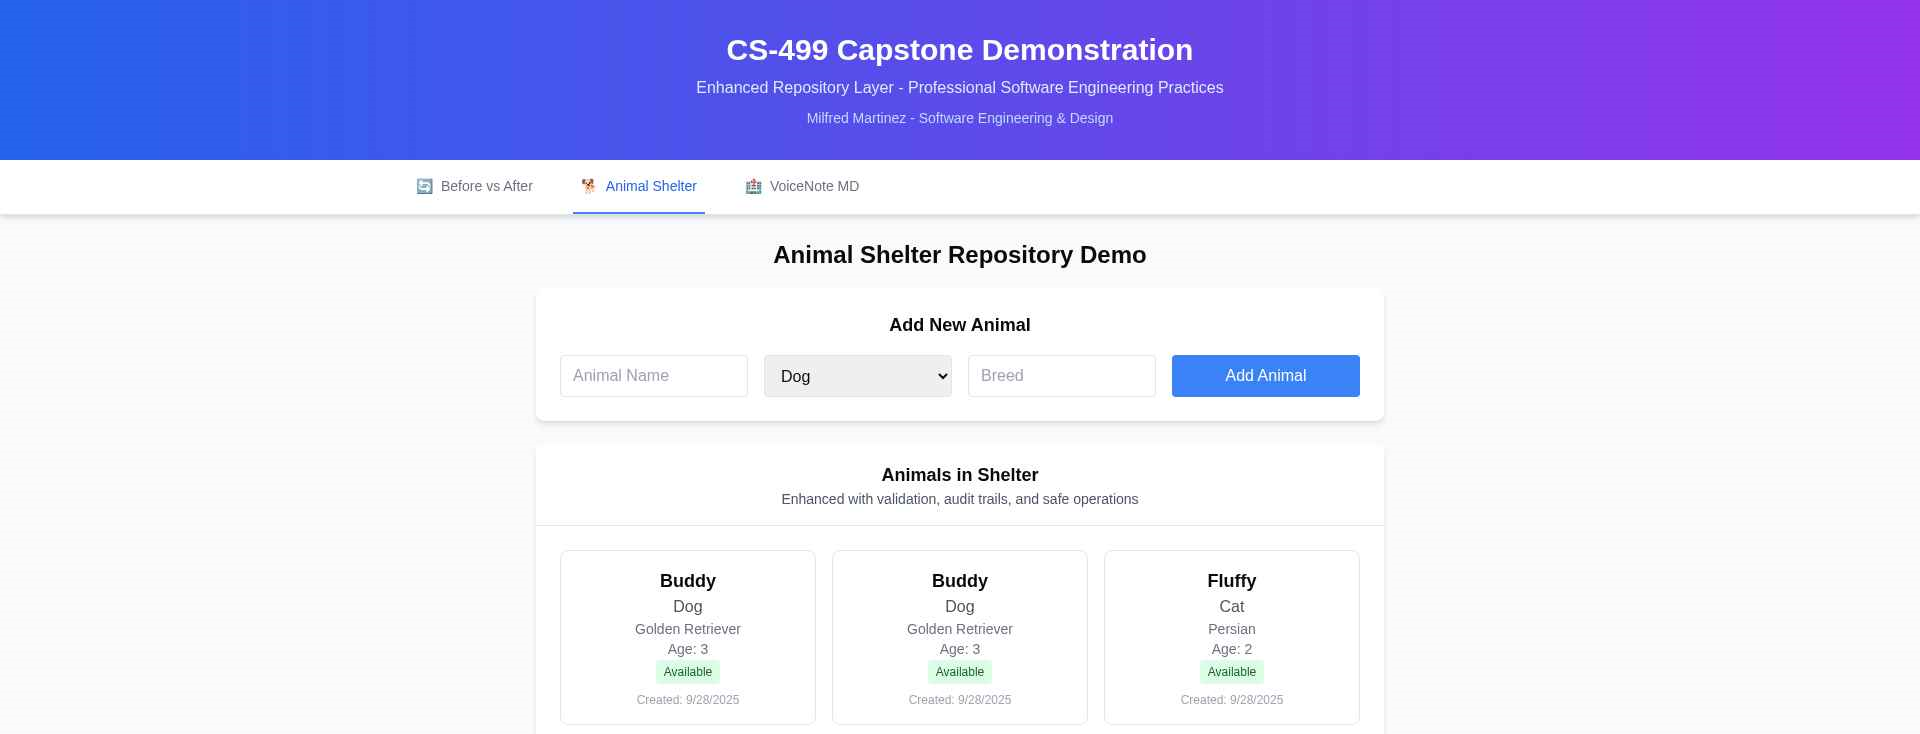 CS-499 Capstone Demonstration
Enhanced Repository Layer - Professional Software Engineering Practices
Milfred Martinez - Software Engineering & Design
Before vs After
Animal Shelter
VoiceNote MD
Animal Shelter Repository Demo
Add New Animal
Animal Name
Dog
Breed
Add Animal
Animals in Shelter
Enhanced with validation, audit trails, and safe operations
Buddy
Dog
Golden Retriever
Age: 3
Available
Created: 9/28/2025
Buddy
Dog
Golden Retriever
Age: 3
Available
Created: 9/28/2025
Fluffy
Cat
Persian
Age: 2
Available
Created: 9/28/2025